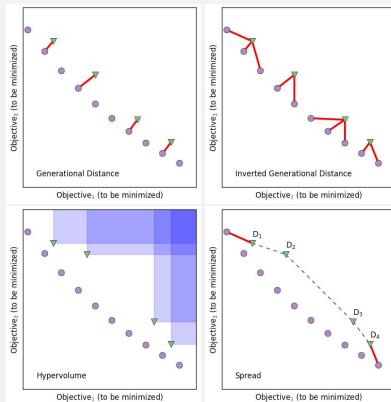 Objective₂ (to be minimized)
Generational Distance
Objective₁ (to be minimized)
Objective₂ (to be minimized)
Inverted Generational Distance
Objective₁ (to be minimized)
Objective₂ (to be minimized)
Hypervolume
Objective₁ (to be minimized)
Objective₂ (to be minimized)
D₁
D₂
D₃
D₄
Spread
Objective₁ (to be minimized)